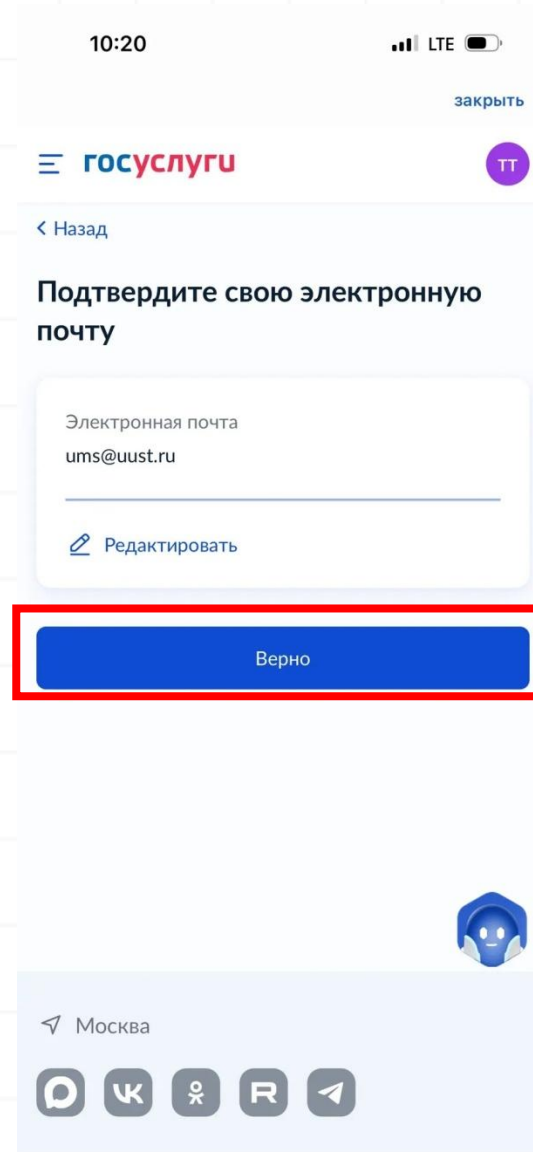 10:20
LTE
закрыть
госуслуги
ТТ
Назад
Подтвердите свою электронную
почту
Электронная почта
ums@uust.ru
Редактировать
Верно
Москва